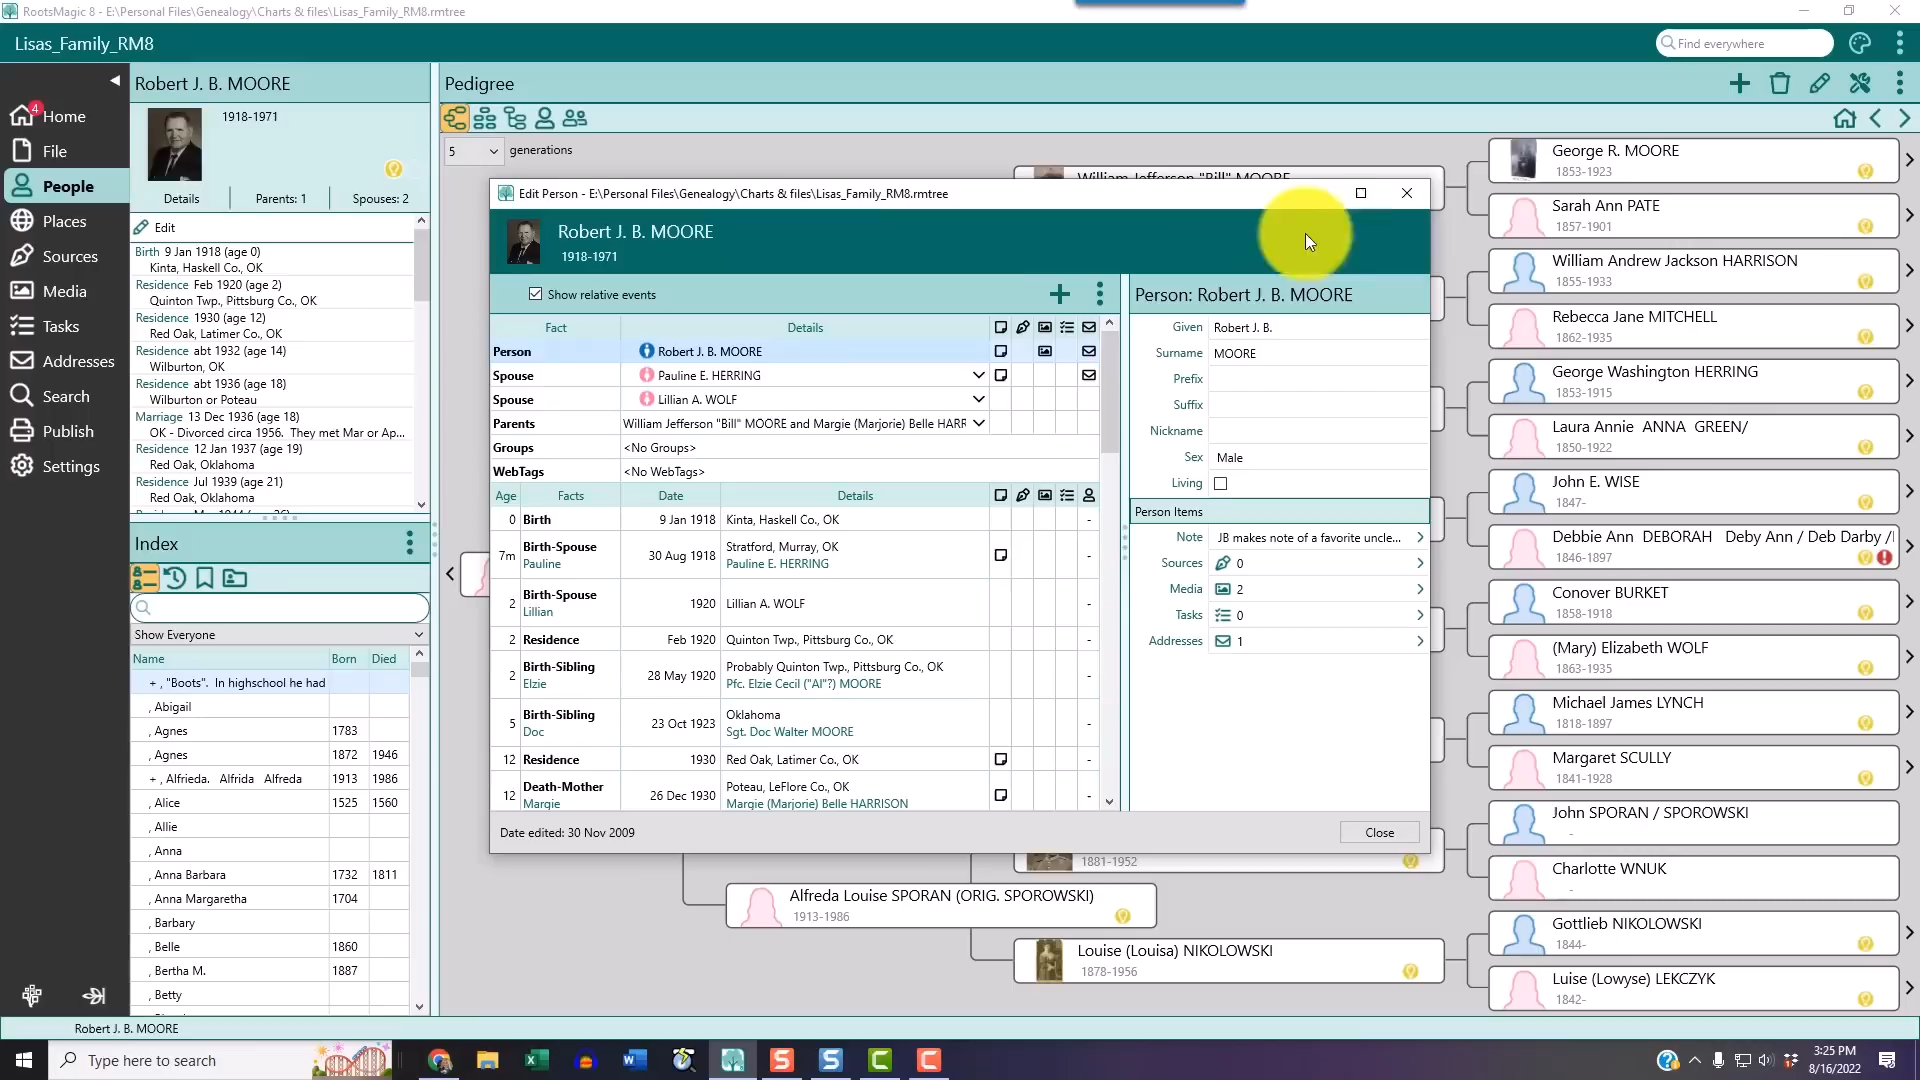 RootsMagic 8 - E:\Personal Files\Genealogy\Charts & files\Lisas_Family_RM8.rmtree
Lisas_Family_RM8
Find everywhere
4
Home
File
People
Places
Sources
Media
Tasks
Addresses
Search
Publish
Settings
Robert J. B. MOORE
1918-1971
Details
Parents: 1
Spouses: 2
Edit
Birth 9 Jan 1918 (age 0)
Kinta, Haskell Co., OK
Residence Feb 1920 (age 2)
Quinton Twp., Pittsburg Co., OK
Residence 1930 (age 12)
Red Oak, Latimer Co., OK
Residence abt 1932 (age 14)
Wilburton, OK
Residence abt 1936 (age 18)
Wilburton or Poteau
Marriage 13 Dec 1936 (age 18)
OK - Divorced circa 1956. They met Mar or Ap...
Residence 12 Jan 1937 (age 19)
Red Oak, Oklahoma
Residence Jul 1939 (age 21)
Red Oak, Oklahoma
Index
Show Everyone
Name Born Died
+ , "Boots". In highschool he had
, Abigail
, Agnes 1783
, Agnes 1872 1946
+ , Alfrieda. Alfrida Alfreda 1913 1986
, Alice 1525 1560
, Allie
, Anna
, Anna Barbara 1732 1811
, Anna Margaretha 1704
, Barbary
, Belle 1860
, Bertha M. 1887
, Betty
Pedigree
5 generations
William Jefferson "Bill" MOORE
Edit Person - E:\Personal Files\Genealogy\Charts & files\Lisas_Family_RM8.rmtree
Robert J. B. MOORE
1918-1971
Show relative events
Fact Details
Person Robert J. B. MOORE
Spouse Pauline E. HERRING
Spouse Lillian A. WOLF
Parents William Jefferson "Bill" MOORE and Margie (Marjorie) Belle HARR
Groups <No Groups>
WebTags <No WebTags>
Age Facts Date Details
0 Birth 9 Jan 1918 Kinta, Haskell Co., OK -
7m Birth-Spouse 30 Aug 1918 Stratford, Murray, OK -
Pauline Pauline E. HERRING
2 Birth-Spouse 1920 Lillian A. WOLF -
Lillian
2 Residence Feb 1920 Quinton Twp., Pittsburg Co., OK -
2 Birth-Sibling 28 May 1920 Probably Quinton Twp., Pittsburg Co., OK -
Elzie Pfc. Elzie Cecil ("Al"?) MOORE
5 Birth-Sibling 23 Oct 1923 Oklahoma -
Doc Sgt. Doc Walter MOORE
12 Residence 1930 Red Oak, Latimer Co., OK -
12 Death-Mother 26 Dec 1930 Poteau, LeFlore Co., OK -
Margie Margie (Marjorie) Belle HARRISON
Person: Robert J. B. MOORE
Given Robert J. B.
Surname MOORE
Prefix
Suffix
Nickname
Sex Male
Living
Person Items
Note JB makes note of a favorite uncle...
Sources 0
Media 2
Tasks 0
Addresses 1
Date edited: 30 Nov 2009
Close
1881-1952
Alfreda Louise SPORAN (ORIG. SPOROWSKI)
1913-1986
Louise (Louisa) NIKOLOWSKI
1878-1956
George R. MOORE
1853-1923
Sarah Ann PATE
1857-1901
William Andrew Jackson HARRISON
1855-1933
Rebecca Jane MITCHELL
1862-1935
George Washington HERRING
1853-1915
Laura Annie ANNA GREEN/
1850-1922
John E. WISE
1847-
Debbie Ann DEBORAH Deby Ann / Deb Darby /
1846-1897
Conover BURKET
1858-1918
(Mary) Elizabeth WOLF
1863-1935
Michael James LYNCH
1818-1897
Margaret SCULLY
1841-1928
John SPORAN / SPOROWSKI
-
Charlotte WNUK
-
Gottlieb NIKOLOWSKI
1844-
Luise (Lowyse) LEKCZYK
1842-
Robert J. B. MOORE
Type here to search
3:25 PM
8/16/2022